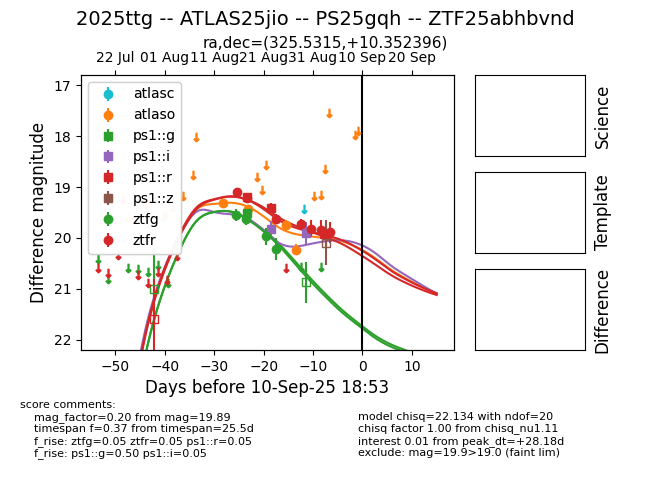 2025ttg -- ATLAS25jio -- PS25gqh -- ZTF25abhbvnd
ra,dec=(325.5315,+10.352396)
22 Jul 01 Aug 11 Aug 21 Aug 31 Aug 10 Sep 20 Sep
17
18
19
20
21
22
Difference magnitude
atlasc
atlaso
ps1::g
ps1::i
ps1::r
ps1::z
ztfg
ztfr
−50 −40 −30 −20 −10 0 10
Days before 10-Sep-25 18:53
Science
Template
Difference
score comments:
mag_factor=0.20 from mag=19.89
timespan f=0.37 from timespan=25.5d
f_rise: ztfg=0.05 ztfr=0.05 ps1::r=0.05
f_rise: ps1::g=0.50 ps1::i=0.05
model chisq=22.134 with ndof=20
chisq factor 1.00 from chisq_nu1.11
interest 0.01 from peak_dt=+28.18d
exclude: mag=19.9>19.0 (faint lim)